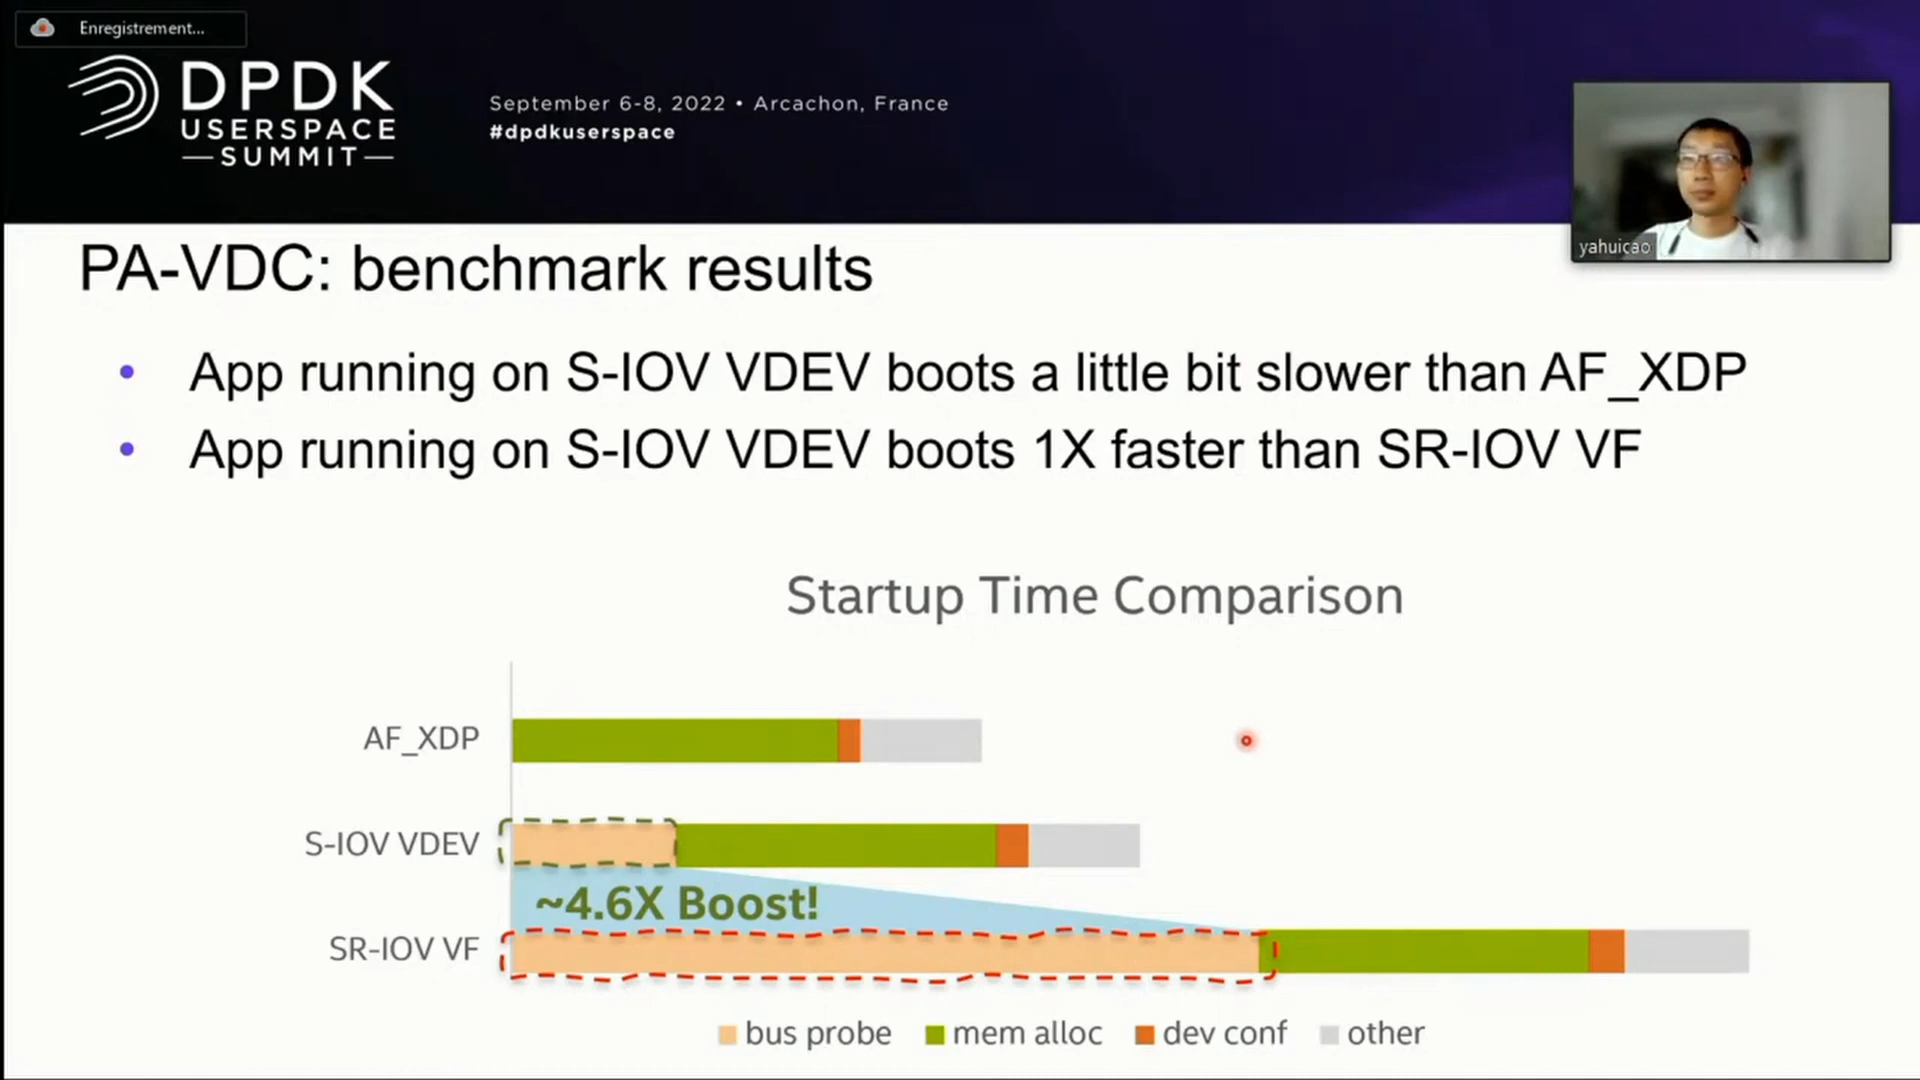 Enregistrement...
DPDK
USERSPACE
SUMMIT
September 6-8, 2022 • Arcachon, France
#dpdkuserspace
yahuicao
PA-VDC: benchmark results
• App running on S-IOV VDEV boots a little bit slower than AF_XDP
• App running on S-IOV VDEV boots 1X faster than SR-IOV VF
Startup Time Comparison
AF_XDP
S-IOV VDEV
~4.6X Boost!
SR-IOV VF
bus probe mem alloc dev conf other